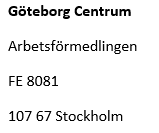 Göteborg Centrum
Arbetsförmedlingen
FE 8081
107 67 Stockholm